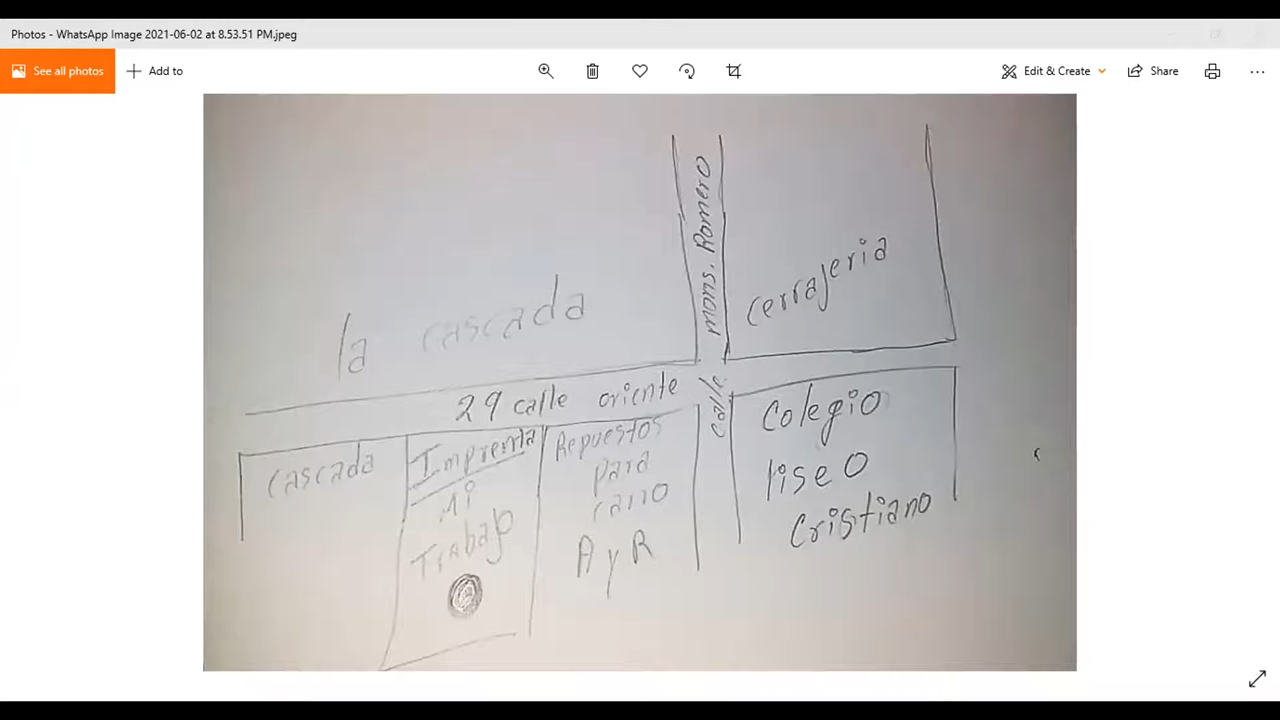 Photos - WhatsApp Image 2021-06-02 at 8.53.51 PM.jpeg
See all photos
Add to
Edit & Create
Share
mons. Romero
cerrajeria
la cascada
29 calle oriente
Calle
cascada
Imprenta
Mi
Trabajo
Repuestos
para
carro
A y R
Colegio
liseo
Cristiano